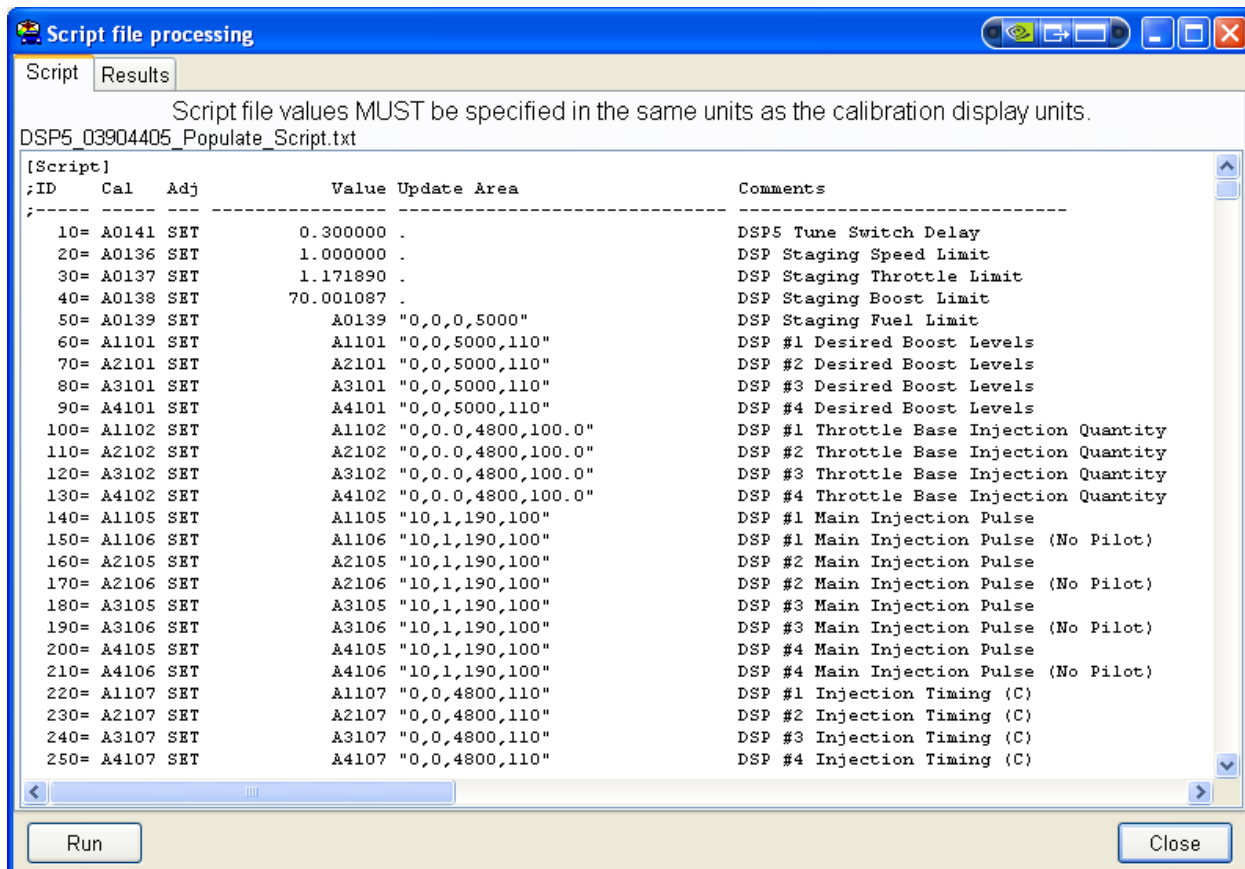 Script file processing
Script Results
Script file values MUST be specified in the same units as the calibration display units.
DSP5_03904405_Populate_Script.txt
[Script]
;ID Cal Adj Value Update Area Comments
;------ ----- --- ---------------- ---------------------------- ----------------------------
10= A0141 SET 0.300000 . DSP5 Tune Switch Delay
20= A0136 SET 1.000000 . DSP Staging Speed Limit
30= A0137 SET 1.171890 . DSP Staging Throttle Limit
40= A0138 SET 70.001087 . DSP Staging Boost Limit
50= A0139 SET A0139 "0,0,0,5000" DSP Staging Fuel Limit
60= A1101 SET A1101 "0,0,5000,110" DSP #1 Desired Boost Levels
70= A2101 SET A2101 "0,0,5000,110" DSP #2 Desired Boost Levels
80= A3101 SET A3101 "0,0,5000,110" DSP #3 Desired Boost Levels
90= A4101 SET A4101 "0,0,5000,110" DSP #4 Desired Boost Levels
100= A1102 SET A1102 "0,0.0,4800,100.0" DSP #1 Throttle Base Injection Quantity
110= A2102 SET A2102 "0,0.0,4800,100.0" DSP #2 Throttle Base Injection Quantity
120= A3102 SET A3102 "0,0.0,4800,100.0" DSP #3 Throttle Base Injection Quantity
130= A4102 SET A4102 "0,0.0,4800,100.0" DSP #4 Throttle Base Injection Quantity
140= A1105 SET A1105 "10,1,190,100" DSP #1 Main Injection Pulse
150= A1106 SET A1106 "10,1,190,100" DSP #1 Main Injection Pulse (No Pilot)
160= A2105 SET A2105 "10,1,190,100" DSP #2 Main Injection Pulse
170= A2106 SET A2106 "10,1,190,100" DSP #2 Main Injection Pulse (No Pilot)
180= A3105 SET A3105 "10,1,190,100" DSP #3 Main Injection Pulse
190= A3106 SET A3106 "10,1,190,100" DSP #3 Main Injection Pulse (No Pilot)
200= A4105 SET A4105 "10,1,190,100" DSP #4 Main Injection Pulse
210= A4106 SET A4106 "10,1,190,100" DSP #4 Main Injection Pulse (No Pilot)
220= A1107 SET A1107 "0,0,4800,110" DSP #1 Injection Timing (C)
230= A2107 SET A2107 "0,0,4800,110" DSP #2 Injection Timing (C)
240= A3107 SET A3107 "0,0,4800,110" DSP #3 Injection Timing (C)
250= A4107 SET A4107 "0,0,4800,110" DSP #4 Injection Timing (C)
Run Close